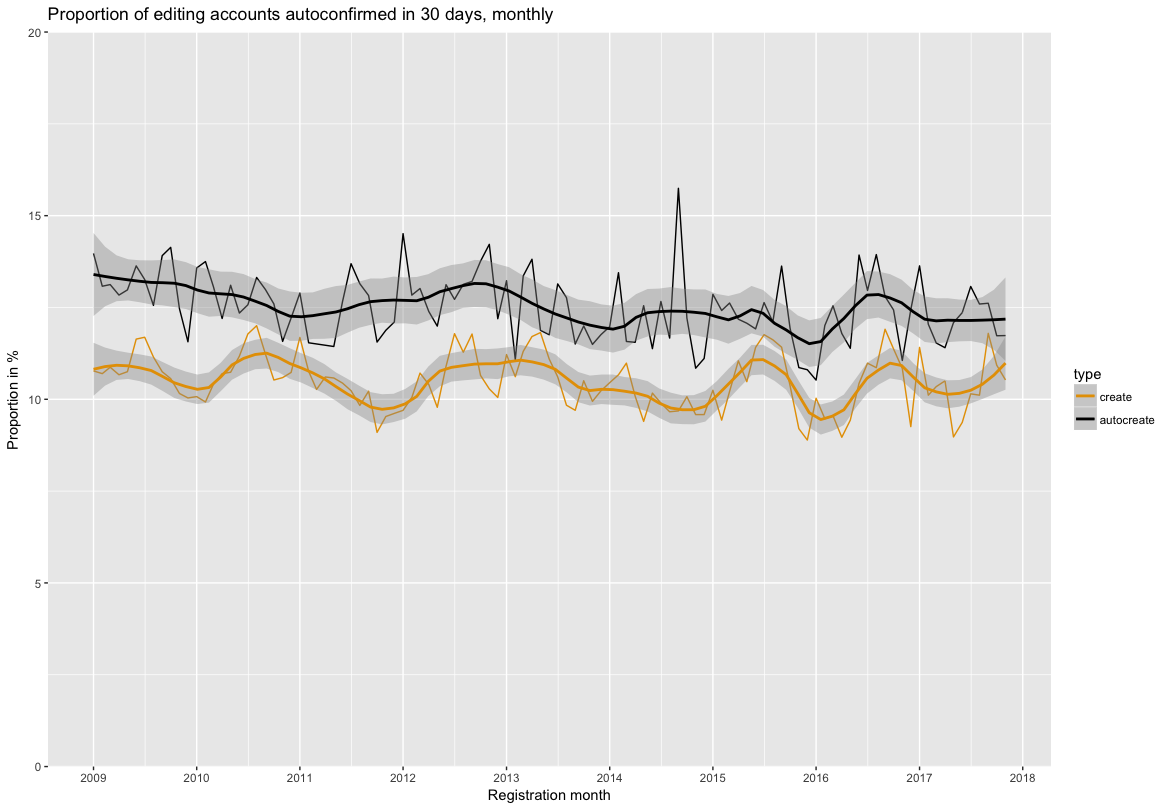 Proportion of editing accounts autoconfirmed in 30 days, monthly
20
15
10
5
0
Proportion in %
2009 2010 2011 2012 2013 2014 2015 2016 2017 2018
Registration month
type
create
autocreate